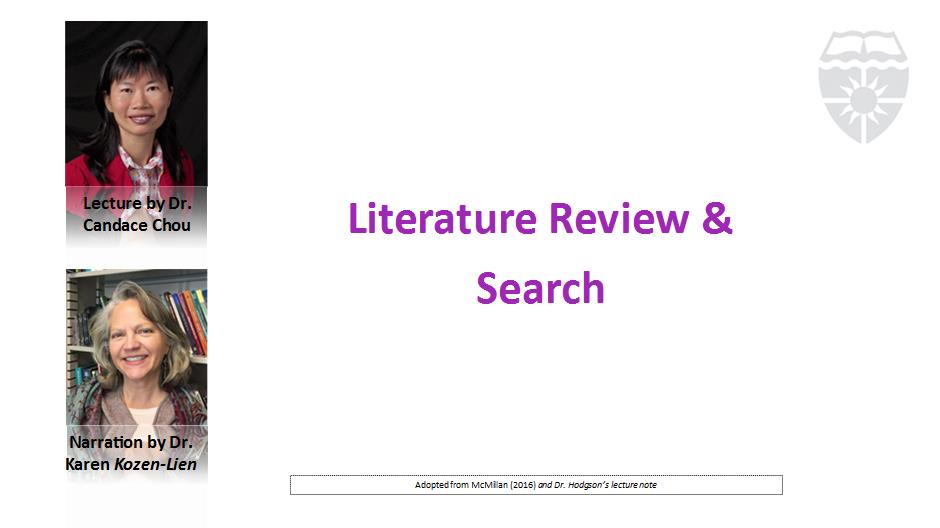 Lecture by Dr.
Candace Chou
Literature Review &
Search
Narration by Dr.
Karen Kozen-Lien
Adopted from McMillan (2016) and Dr. Hodgson's lecture note